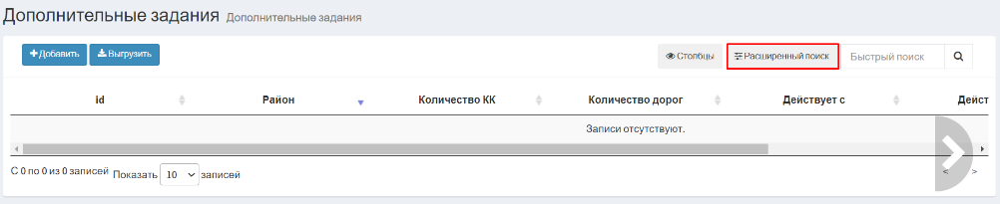 Дополнительные задания Дополнительные задания
+Добавить Выгрузить Столбцы Расширенный поиск Быстрый поиск
id Район Количество КК Количество дорог Действует с Дейст
Записи отсутствуют.
С 0 по 0 из 0 записей Показать 10 записей < >